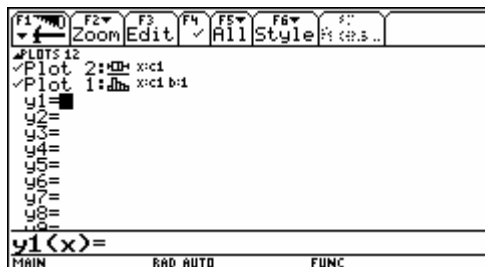 F1 F2 Zoom F3 Edit F4 ✓ F5 All F6 Style
PLOTS 12
✓Plot 2: x:c1
✓Plot 1: x:c1 b:1
y1=
y2=
y3=
y4=
y5=
y6=
y7=
y8=
y9=
y1(x)=
MAIN RAD AUTO FUNC